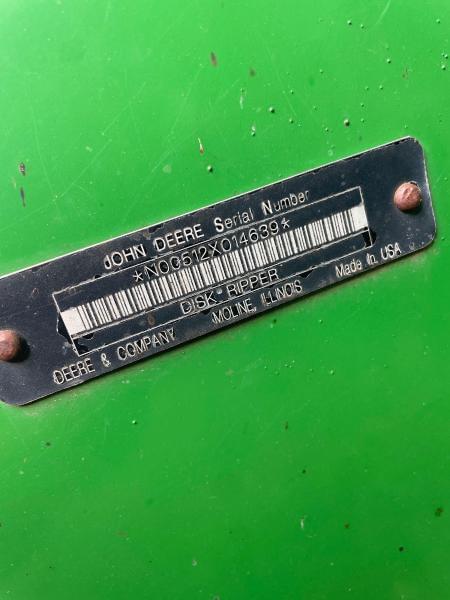 JOHN DEERE Serial Number
*N00512X014639*
DISK RIPPER
DEERE & COMPANY MOLINE, ILLINOIS Made In USA